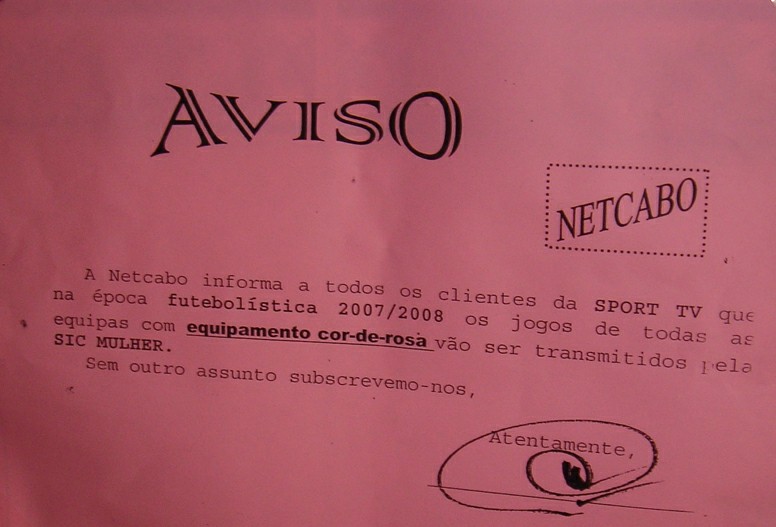 AVISO
NETCABO
A Netcabo informa a todos os clientes da SPORT TV que
na época futebolística 2007/2008 os jogos de todas as
equipas com equipamento cor-de-rosa vão ser transmitidos pela
SIC MULHER.
Sem outro assunto subscrevemo-nos,
Atentamente,